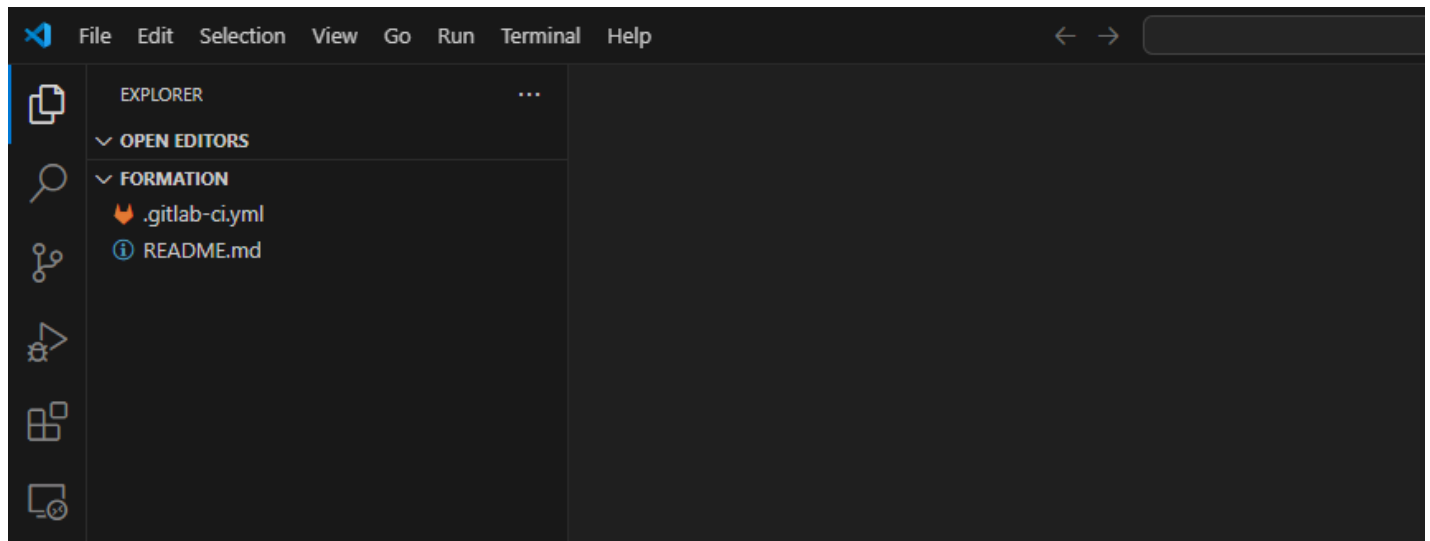 File Edit Selection View Go Run Terminal Help
EXPLORER
OPEN EDITORS
FORMATION
.gitlab-ci.yml
README.md